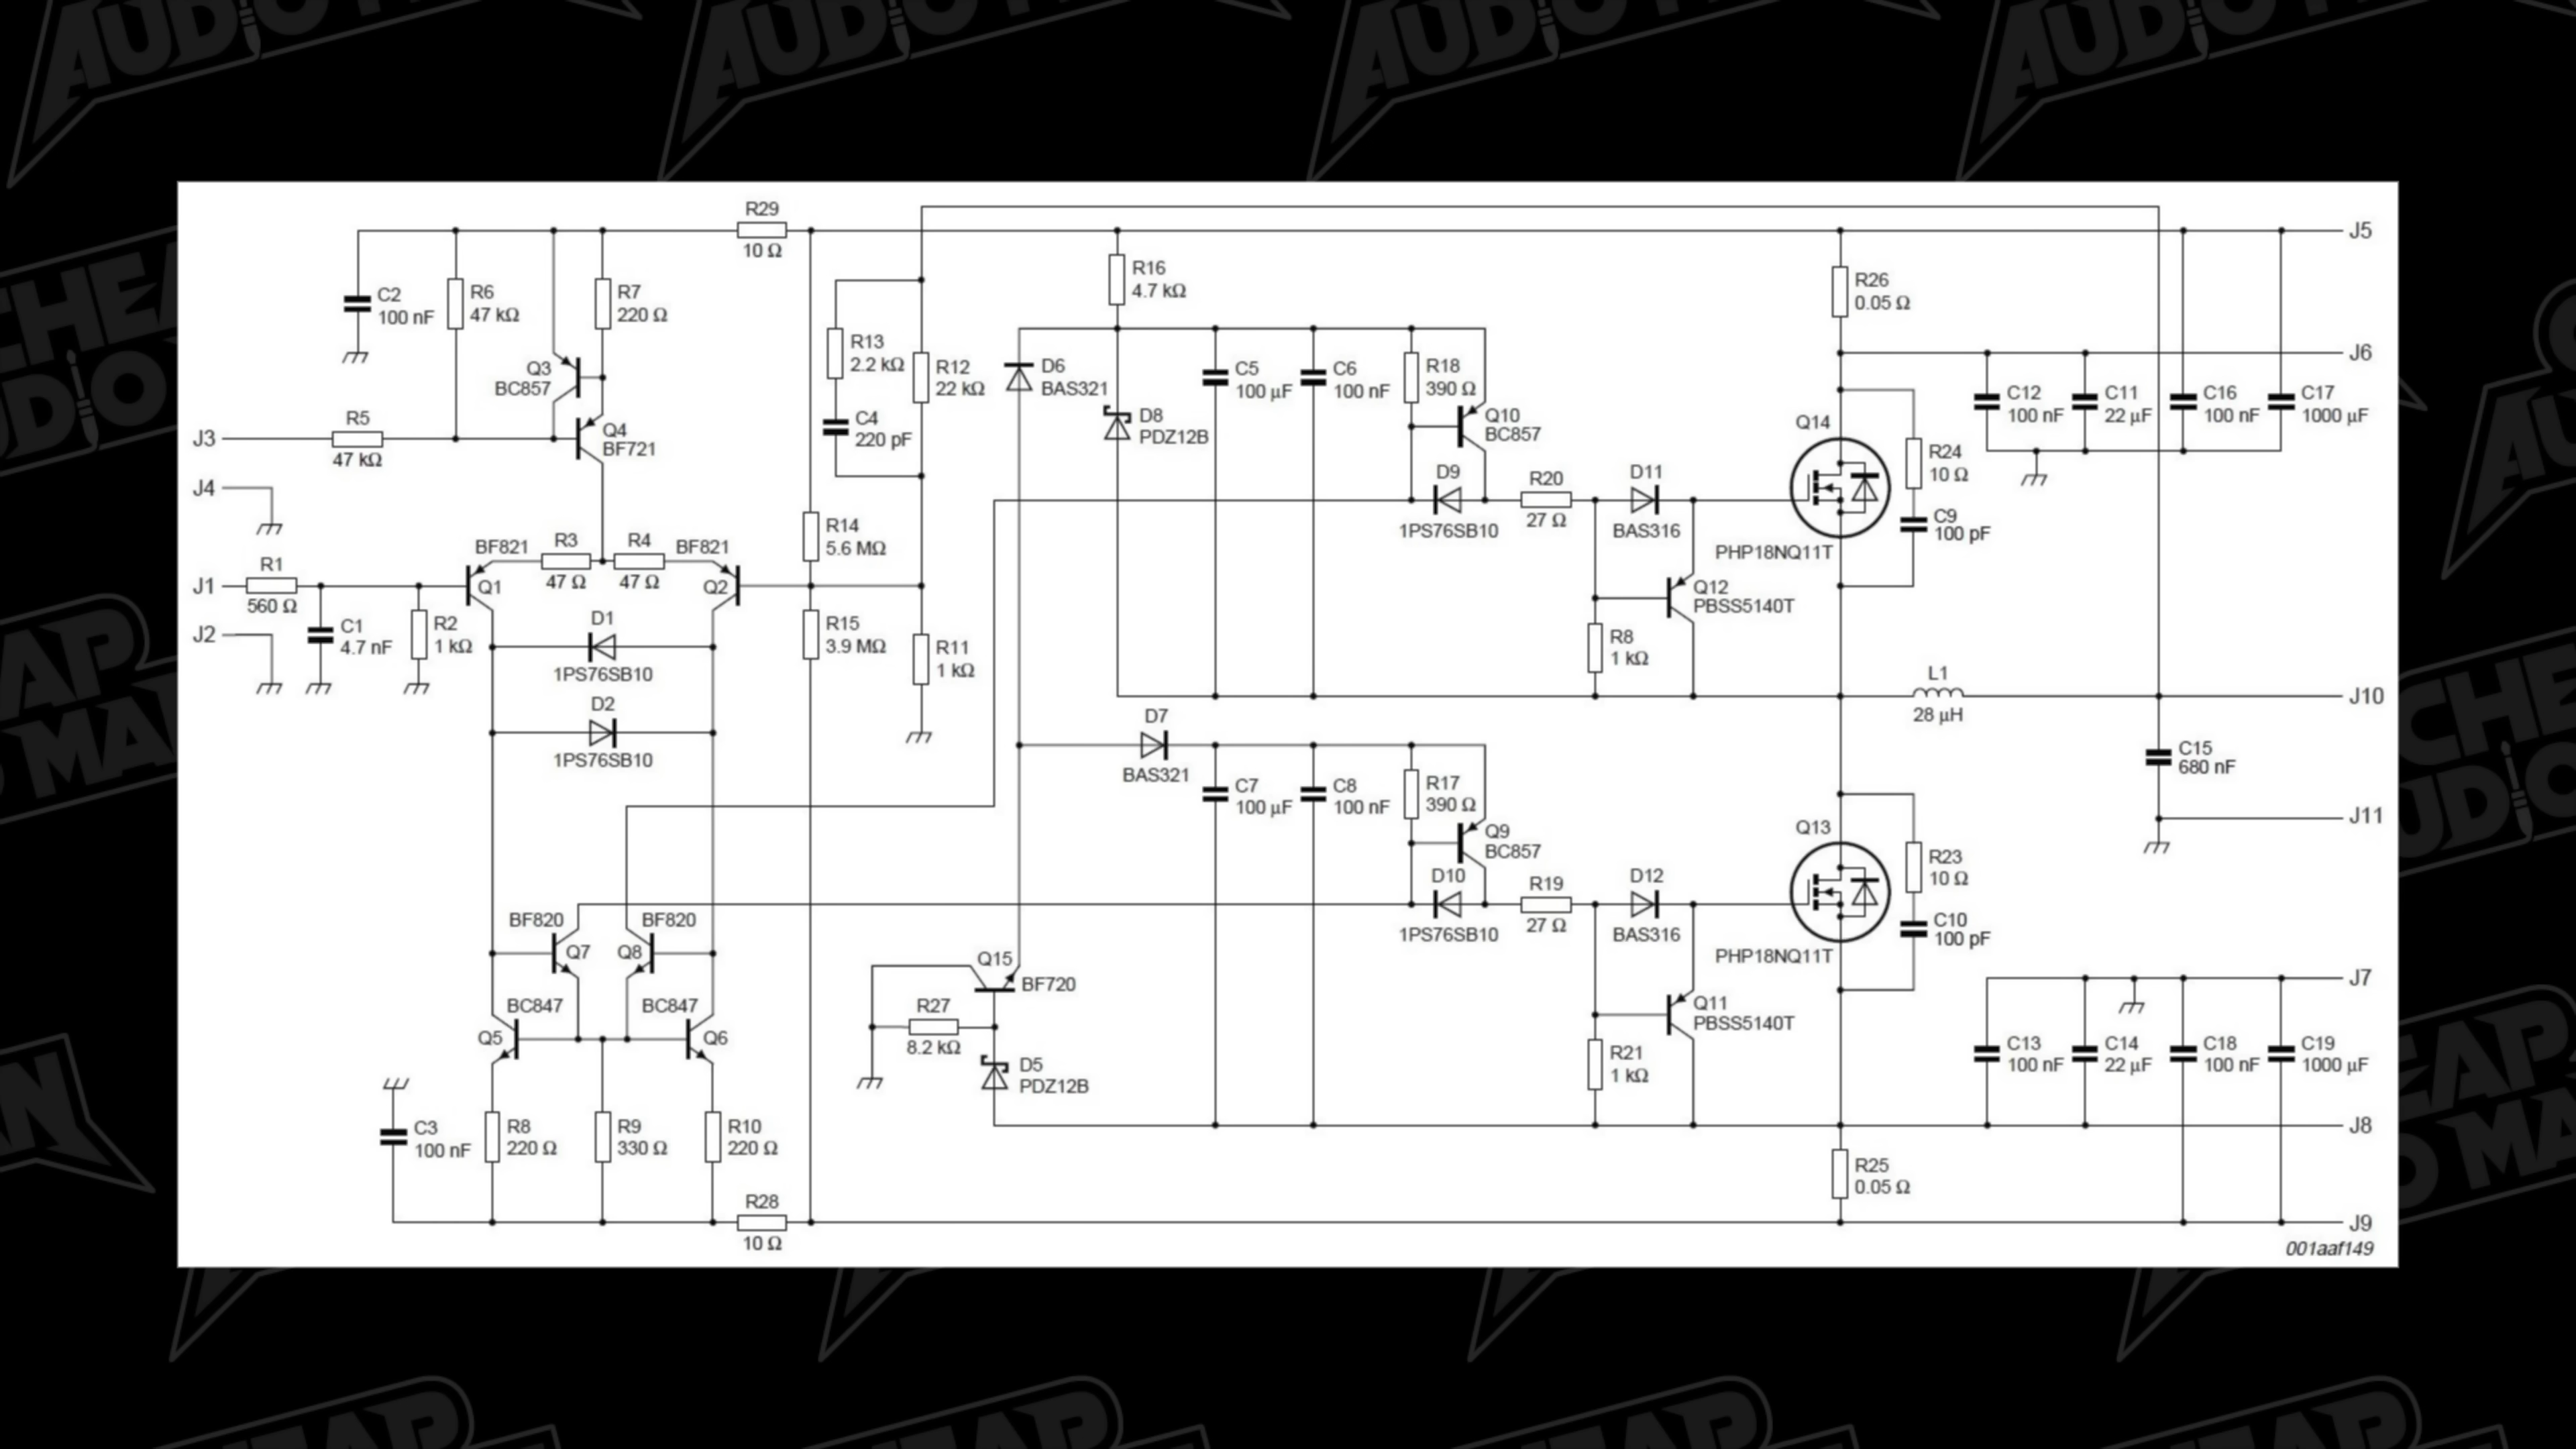 R29
10 Ω
J5
C2
100 nF
R6
47 kΩ
R7
220 Ω
R16
4.7 kΩ
R26
0.05 Ω
J6
Q3
BC857
R13
2.2 kΩ
R12
22 kΩ
D6
BAS321
C5
100 µF
C6
100 nF
R18
390 Ω
C12
100 nF
C11
22 µF
C16
100 nF
C17
1000 µF
J3
R5
47 kΩ
Q4
BF721
C4
220 pF
D8
PDZ12B
Q10
BC857
Q14
R24
10 Ω
J4
D9
1PS76SB10
R20
27 Ω
D11
BAS316
PHP18NQ11T
C9
100 pF
R14
5.6 MΩ
J1
R1
560 Ω
BF821
Q1
R3
47 Ω
R4
47 Ω
BF821
Q2
Q12
PBSS5140T
J2
C1
4.7 nF
R2
1 kΩ
D1
1PS76SB10
R15
3.9 MΩ
R11
1 kΩ
R8
1 kΩ
L1
28 µH
J10
D2
1PS76SB10
D7
BAS321
C15
680 nF
C7
100 µF
C8
100 nF
R17
390 Ω
J11
Q9
BC857
Q13
R23
10 Ω
D10
1PS76SB10
R19
27 Ω
D12
BAS316
PHP18NQ11T
C10
100 pF
BF820
Q7
BF820
Q8
Q15
BF720
J7
BC847
Q5
BC847
Q6
R27
8.2 kΩ
Q11
PBSS5140T
D5
PDZ12B
R21
1 kΩ
C13
100 nF
C14
22 µF
C18
100 nF
C19
1000 µF
C3
100 nF
R8
220 Ω
R9
330 Ω
R10
220 Ω
J8
R25
0.05 Ω
R28
10 Ω
J9
001aaf149